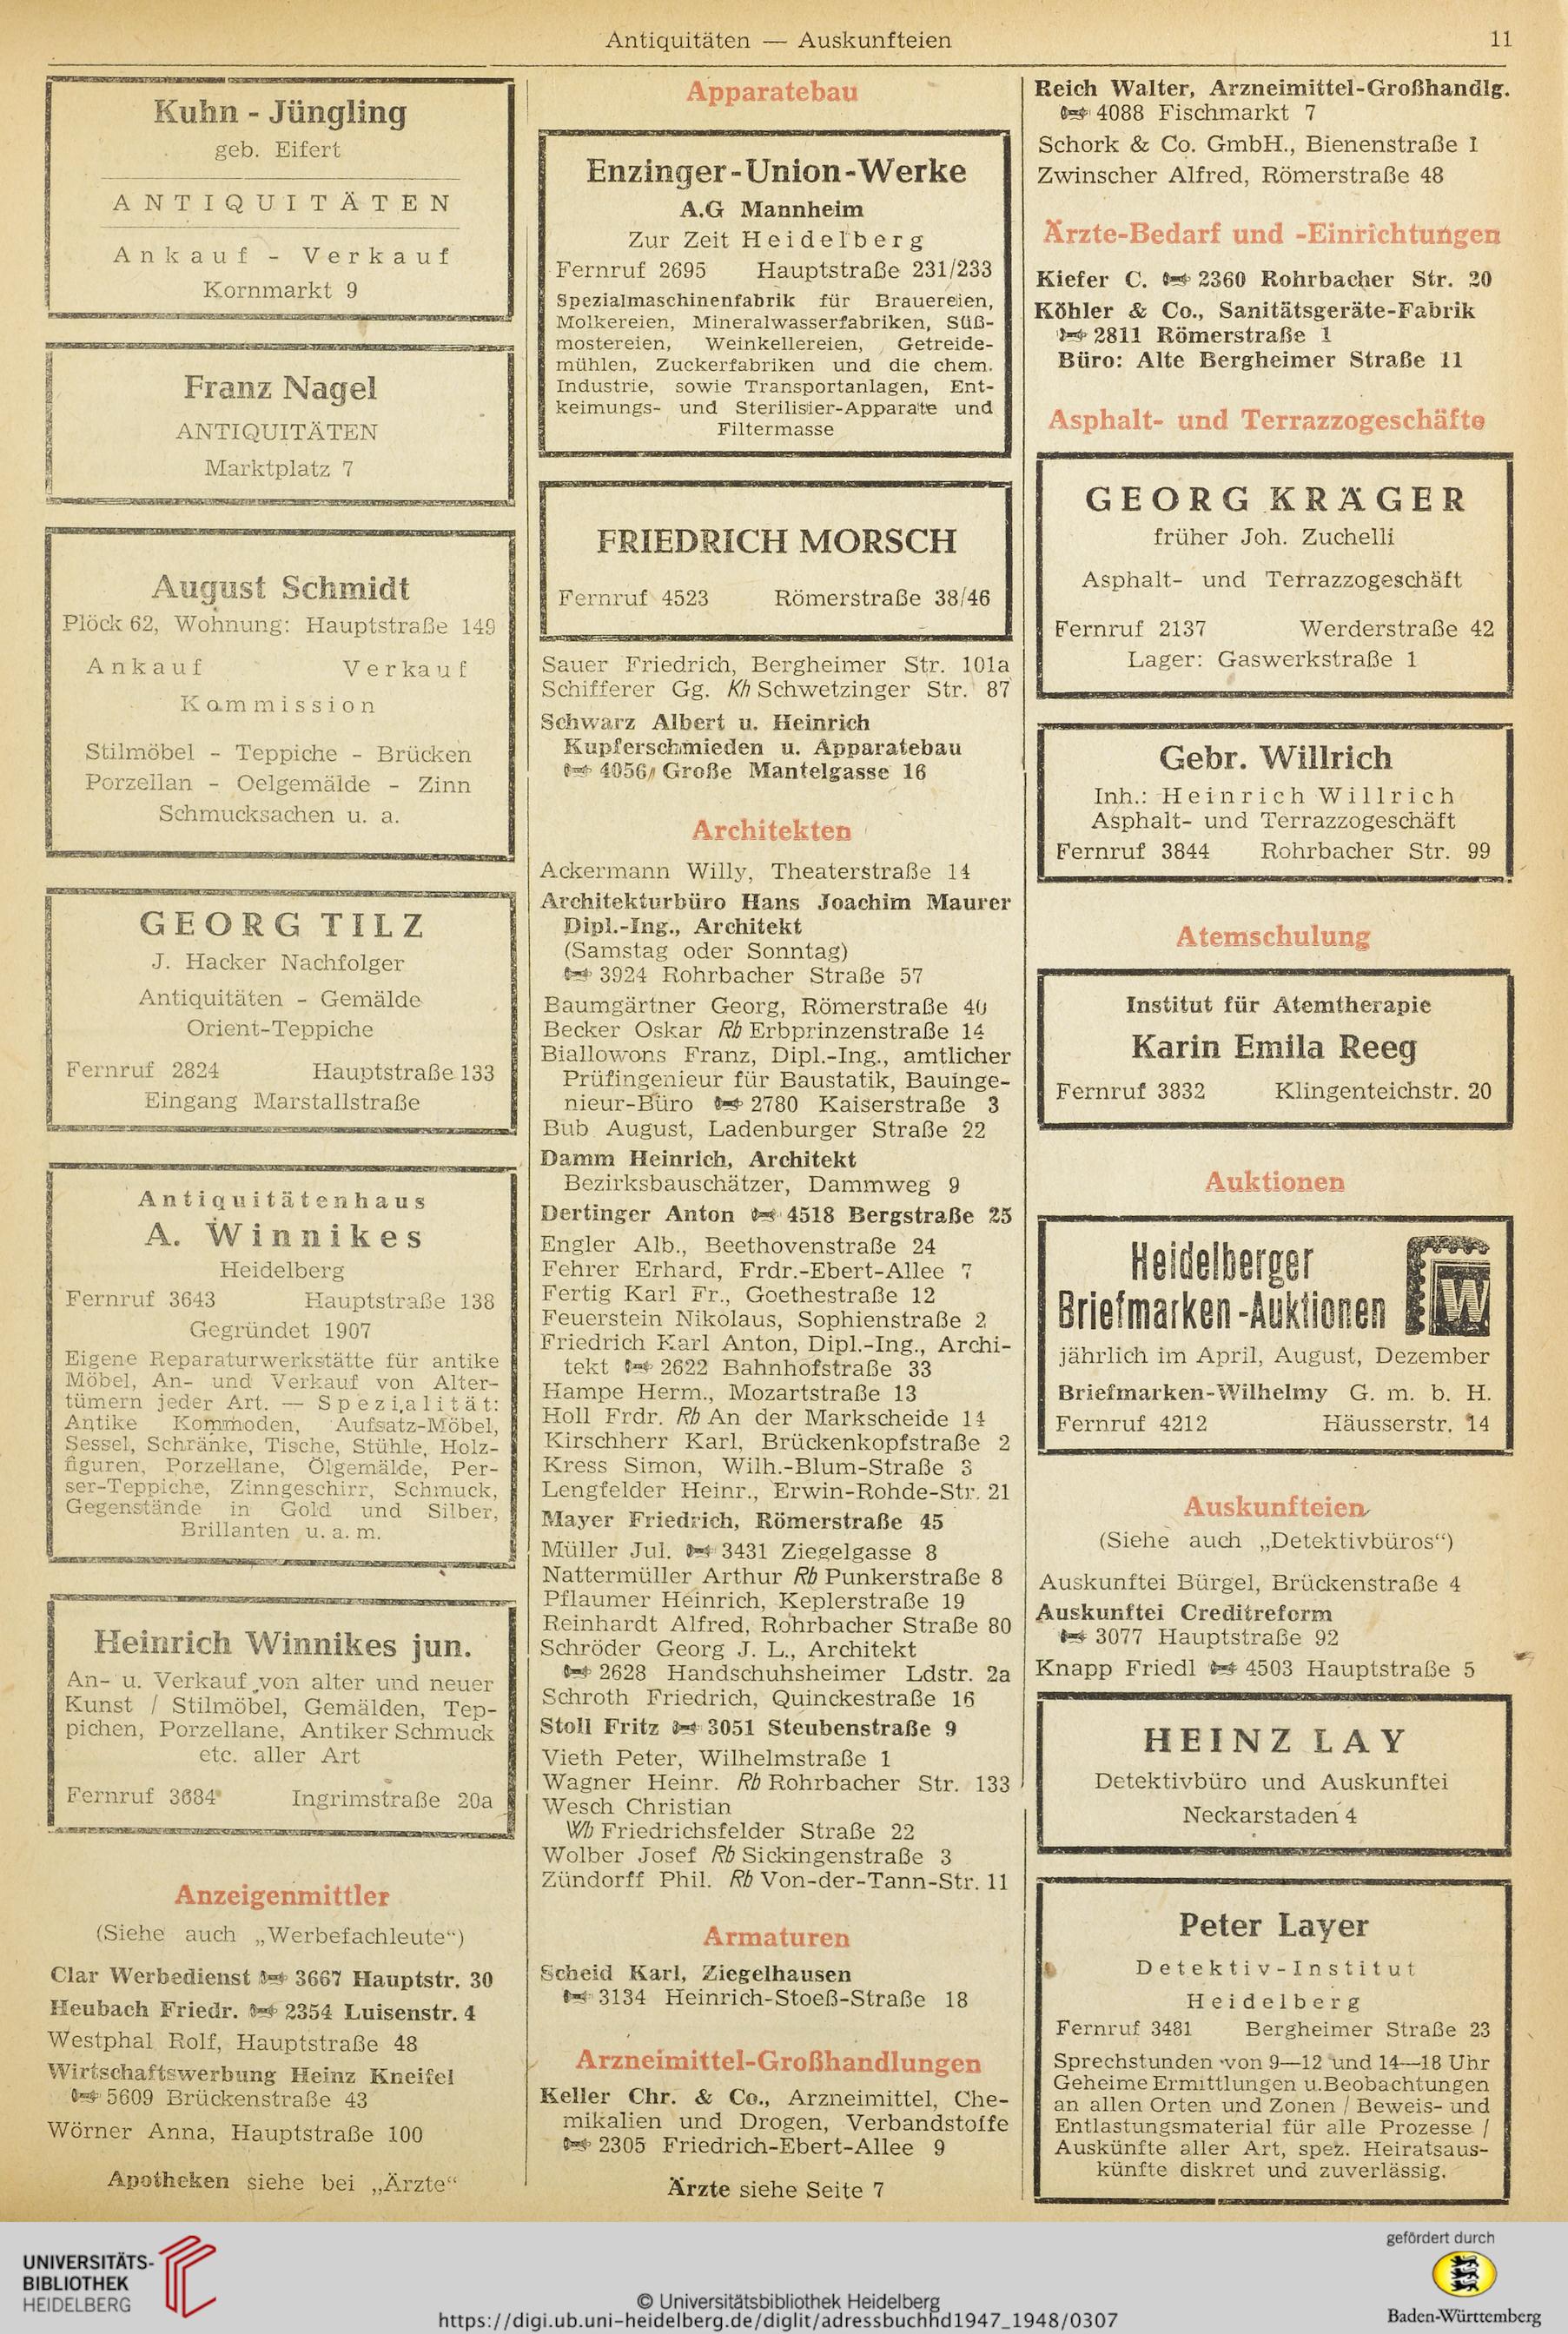 Antiquitäten — Auskunfteien
11
Kuhn - Jüngling
geb. Eifert
ANTIQUITÄTEN
Ankauf - Verkauf
Kornmarkt 9
Franz Nagel
ANTIQUITÄTEN
Marktplatz 7
August Schmidt
Plöck 62, Wohnung: Hauptstraße 149
Ankauf Verkauf
Kommission
Stilmöbel - Teppiche - Brücken
Porzellan - Oelgemälde - Zinn
Schmucksachen u. a.
GEORG TILZ
J. Hacker Nachfolger
Antiquitäten - Gemälde
Orient-Teppiche
Fernruf 2824 Hauptstraße 133
Eingang Marstallstraße
Antiquitätenhaus
A. Winnikes
Heidelberg
Fernruf 3643 Hauptstraße 138
Gegründet 1907
Eigene Reparaturwerkstätte für antike
Möbel, An- und Verkauf von Alter-
tümern jeder Art. — Spezialität:
Antike Kommoden, Aufsatz-Möbel,
Sessel, Schränke, Tische, Stühle, Holz-
figuren, Porzellane, Ölgemälde, Per-
ser-Teppiche, Zinngeschirr, Schmuck,
Gegenstände in Gold und Silber,
Brillanten u. a. m.
Heinrich Winnikes jun.
An- u. Verkauf von alter und neuer
Kunst / Stilmöbel, Gemälden, Tep-
pichen, Porzellane, Antiker Schmuck
etc. aller Art
Fernruf 3684 Ingrimstraße 20a
Anzeigenmittler
(Siehe auch „Werbefachleute“)
Clar Werbedienst 3667 Hauptstr. 30
Heubach Friedr. 2354 Luisenstr. 4
Westphal Rolf, Hauptstraße 48
Wirtschaftswerbung Heinz Kneifel
5609 Brückenstraße 43
Wörner Anna, Hauptstraße 100
Apotheken siehe bei „Ärzte“
Apparatebau
Enzinger-Union-Werke
A.G Mannheim
Zur Zeit Heidelberg
Fernruf 2695 Hauptstraße 231/233
Spezialmaschinenfabrik für Brauereien,
Molkereien, Mineralwasserfabriken, Süß-
mostereien, Weinkellereien, Getreide-
mühlen, Zuckerfabriken und die chem.
Industrie, sowie Transportanlagen, Ent-
keimungs- und Sterilisier-Apparate und
Filtermasse
FRIEDRICH MORSCH
Fernruf 4523 Römerstraße 38/46
Sauer Friedrich, Bergheimer Str. 101a
Schifferer Gg. Kh Schwetzinger Str. 87
Schwarz Albert u. Heinrich
Kupferschmieden u. Apparatebau
4056 Große Mantelgasse 16
Architekten
Ackermann Willy, Theaterstraße 14
Architekturbüro Hans Joachim Maurer
Dipl.-Ing., Architekt
(Samstag oder Sonntag)
3924 Rohrbacher Straße 57
Baumgärtner Georg, Römerstraße 40
Becker Oskar Rb Erbprinzenstraße 14
Biallowons Franz, Dipl.-Ing., amtlicher
Prüfingenieur für Baustatik, Bauinge-
nieur-Büro 2780 Kaiserstraße 3
Bub August, Ladenburger Straße 22
Damm Heinrich, Architekt
Bezirksbauschätzer, Dammweg 9
Dertinger Anton 4518 Bergstraße 25
Engler Alb., Beethovenstraße 24
Fehrer Erhard, Frdr.-Ebert-Allee 7
Fertig Karl Fr., Goethestraße 12
Feuerstein Nikolaus, Sophienstraße 2
Friedrich Karl Anton, Dipl.-Ing., Archi-
tekt 2622 Bahnhofstraße 33
Hampe Herm., Mozartstraße 13
Holl Frdr. Rb An der Markscheide 14
Kirschherr Karl, Brückenkopfstraße 2
Kress Simon, Wilh.-Blum-Straße 3
Lengfelder Heinr., Erwin-Rohde-Str. 21
Mayer Friedrich, Römerstraße 45
Müller Jul. 3431 Ziegelgasse 8
Nattermüller Arthur Rb Punkerstraße 8
Pflaumer Heinrich, Keplerstraße 19
Reinhardt Alfred, Rohrbacher Straße 80
Schröder Georg J. L., Architekt
2628 Handschuhsheimer Ldstr. 2a
Schroth Friedrich, Quinckestraße 16
Stoll Fritz 3051 Steubenstraße 9
Vieth Peter, Wilhelmstraße 1
Wagner Heinr. Rb Rohrbacher Str. 133
Wesch Christian
Wb Friedrichsfelder Straße 22
Wolber Josef Rb Sickingenstraße 3
Zündorff Phil. Rb Von-der-Tann-Str. 11
Armaturen
Scheid Karl, Ziegelhausen
3134 Heinrich-Stoeß-Straße 18
Arzneimittel-Großhandlungen
Keller Chr. & Co., Arzneimittel, Che-
mikalien und Drogen, Verbandstoffe
2305 Friedrich-Ebert-Allee 9
Ärzte siehe Seite 7
Reich Walter, Arzneimittel-Großhandlg.
4088 Fischmarkt 7
Schork & Co. GmbH., Bienenstraße 1
Zwinscher Alfred, Römerstraße 48
Ärzte-Bedarf und -Einrichtungen
Kiefer C. 2360 Rohrbacher Str. 20
Köhler & Co., Sanitätsgeräte-Fabrik
2811 Römerstraße 1
Büro: Alte Bergheimer Straße 11
Asphalt- und Terrazzogeschäfte
GEORG KRÄGER
früher Joh. Zuchelli
Asphalt- und Terrazzogeschäft
Fernruf 2137 Werderstraße 42
Lager: Gaswerkstraße 1
Gebr. Willrich
Inh.: Heinrich Willrich
Asphalt- und Terrazzogeschäft
Fernruf 3844 Rohrbacher Str. 99
Atemschulung
Institut für Atemtherapie
Karin Emila Reeg
Fernruf 3832 Klingenteichstr. 20
Auktionen
Heidelberger
Briefmarken-Auktionen
W
jährlich im April, August, Dezember
Briefmarken-Wilhelmy G. m. b. H.
Fernruf 4212 Häusserstr. 14
Auskunfteien
(Siehe auch „Detektivbüros“)
Auskunftei Bürgel, Brückenstraße 4
Auskunftei Creditreform
3077 Hauptstraße 92
Knapp Friedl 4503 Hauptstraße 5
HEINZ LAY
Detektivbüro und Auskunftei
Neckarstaden 4
Peter Layer
Detektiv-Institut
Heidelberg
Fernruf 3481 Bergheimer Straße 23
Sprechstunden von 9—12 und 14—18 Uhr
Geheime Ermittlungen u. Beobachtungen
an allen Orten und Zonen / Beweis- und
Entlastungsmaterial für alle Prozesse /
Auskünfte aller Art, spez. Heiratsaus-
künfte diskret und zuverlässig.
UNIVERSITÄTS-
BIBLIOTHEK
HEIDELBERG
© Universitätsbibliothek Heidelberg
https://digi.ub.uni-heidelberg.de/diglit/adressbuchhd1947_1948/0307
gefördert durch
Baden-Württemberg